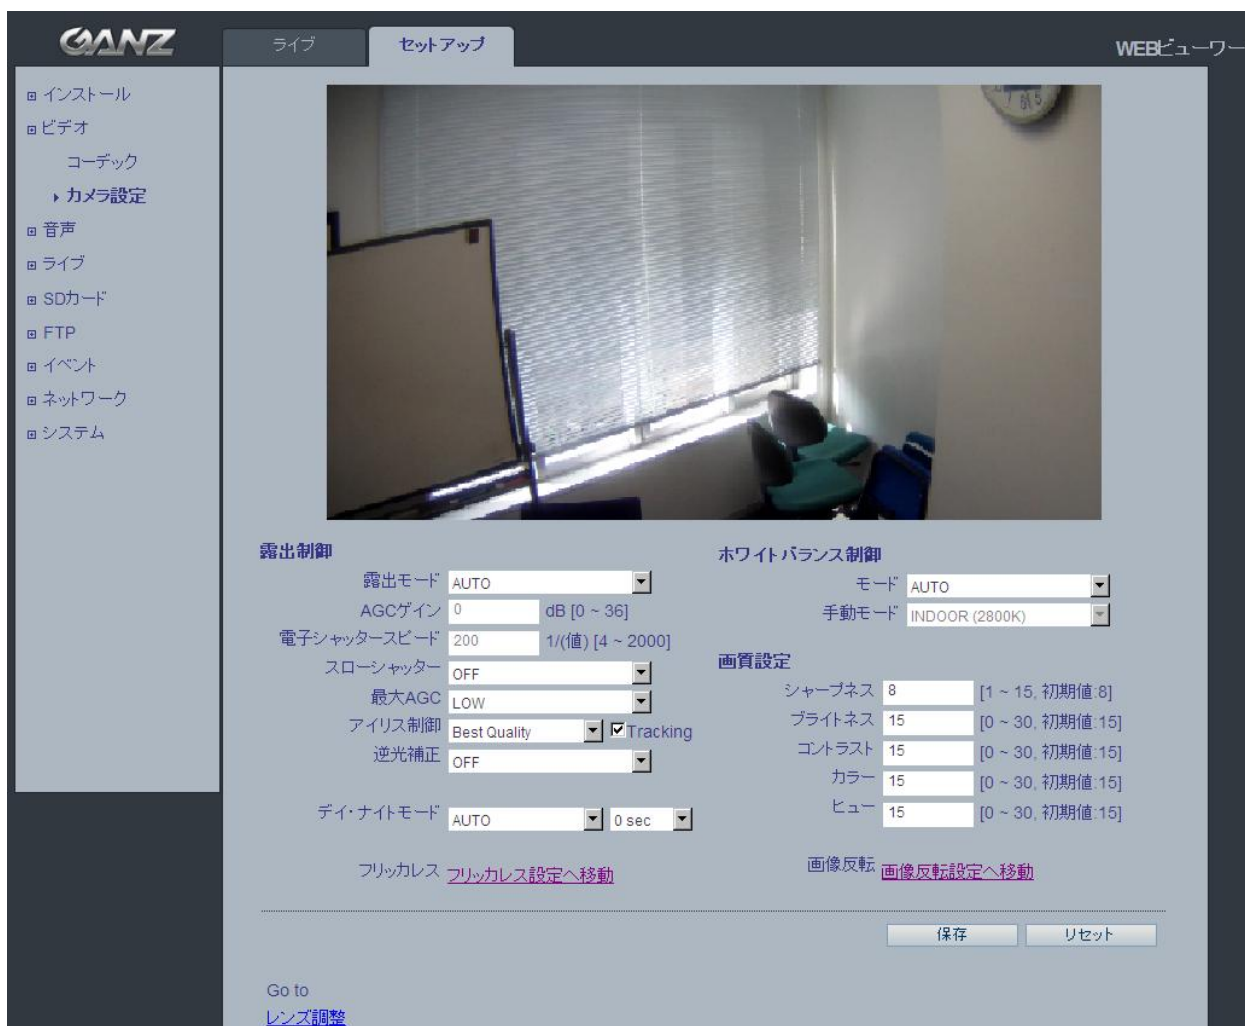 GANZ
ライブ
セットアップ
WEBビューワー
インストール
ビデオ
コーデック
カメラ設定
音声
ライブ
SDカード
FTP
イベント
ネットワーク
システム
露出制御
露出モード AUTO
AGCゲイン 0 dB [0 ~ 36]
電子シャッタースピード 200 1/(値) [4 ~ 2000]
スローシャッター OFF
最大AGC LOW
アイリス制御 Best Quality Tracking
逆光補正 OFF
デイ・ナイトモード AUTO 0 sec
フリッカレス フリッカレス設定へ移動
ホワイトバランス制御
モード AUTO
手動モード INDOOR (2800K)
画質設定
シャープネス 8 [1 ~ 15, 初期値:8]
ブライトネス 15 [0 ~ 30, 初期値:15]
コントラスト 15 [0 ~ 30, 初期値:15]
カラー 15 [0 ~ 30, 初期値:15]
ヒュー 15 [0 ~ 30, 初期値:15]
画像反転 画像反転設定へ移動
保存
リセット
Go to
レンズ調整